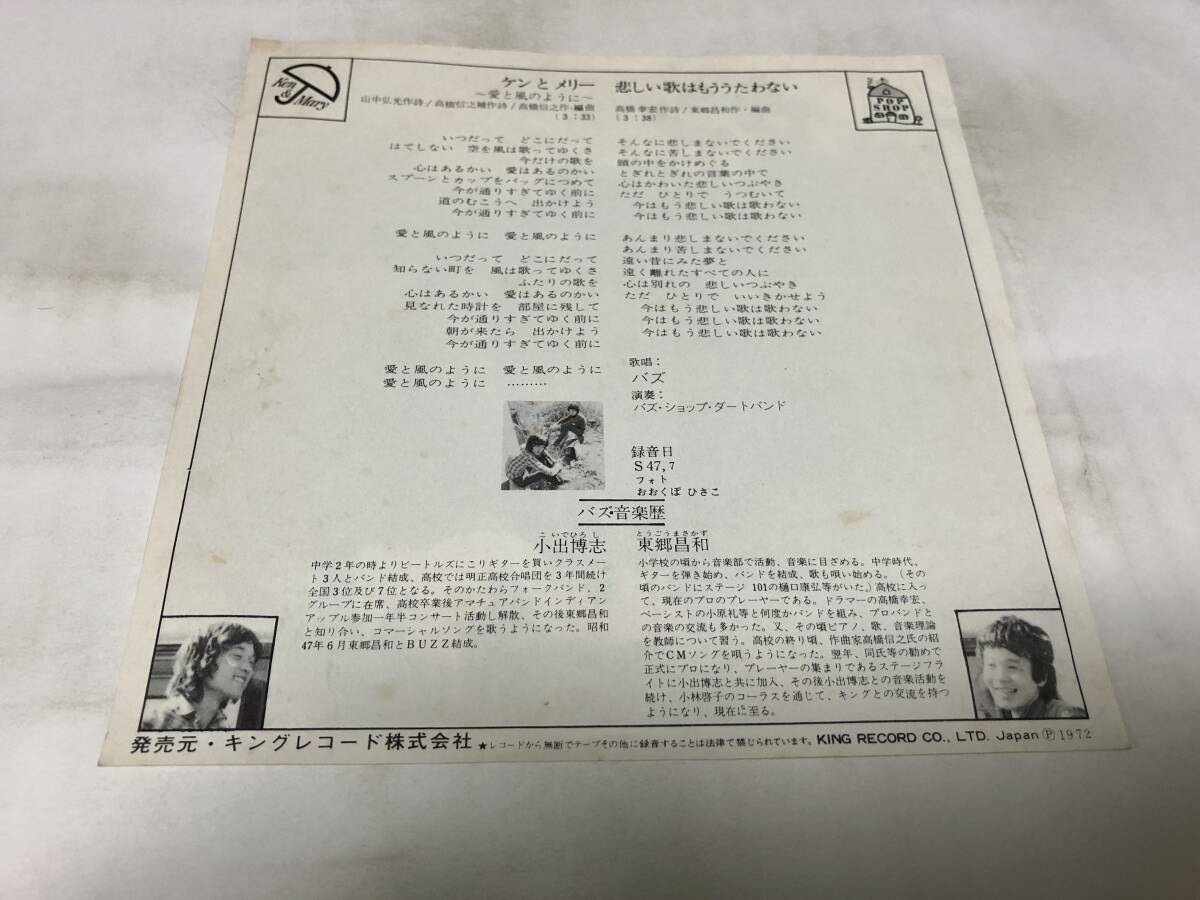 Ken
&
Mary
ケンとメリー
～愛と風のように～
山中弘光作詩/高橋信之補作詩/高橋信之作・編曲
(3:33)
いつだって　どこにだって
はてしない　空を風は歌ってゆくさ
今だけの歌を
心はあるかい　愛はあるのかい
スプーンとカップをバッグにつめて
今が通りすぎてゆく前に
道のむこうへ　出かけよう
今が通りすぎてゆく前に
愛と風のように　愛と風のように
いつだって　どこにだって
知らない町を　風は歌ってゆくさ
ふたりの歌を
心はあるかい　愛はあるのかい
見なれた時計を　部屋に残して
今が通りすぎてゆく前に
朝が来たら　出かけよう
今が通りすぎてゆく前に
愛と風のように　愛と風のように
愛と風のように　………
悲しい歌はもううたわない
高橋幸宏作詩/東郷昌和作・編曲
(3:38)
POP
SHOP
そんなに悲しまないでください
そんなに苦しまないでください
頭の中をかけめぐる
とぎれとぎれの言葉の中で
心はかわいた悲しいつぶやき
ただ　ひとりで　うつむいて
今はもう悲しい歌は歌わない
今はもう悲しい歌は歌わない
あんまり悲しまないでください
あんまり苦しまないでください
遠い昔にみた夢と
遠く離れたすべての人に
心は別れの　悲しいつぶやき
ただ　ひとりで　いいきかせよう
今はもう悲しい歌は歌わない
今はもう悲しい歌は歌わない
今はもう悲しい歌は歌わない
歌唱：
バズ
演奏：
バズ・ショップ・ダートバンド
録音日
S47,7
フォト
おおくぼ ひさこ
バズ・音楽歴
こいでひろし
小出博志
中学2年の時よりビートルズにこりギターを買いクラスメー
ト3人とバンド結成、高校では明正高校合唱団を3年間続け
全国3位及び7位となる。そのかたわらフォークバンド、2
グループに在席、高校卒業後アマチュアバンドインディアン
アップル参加一年半コンサート活動し解散、その後東郷昌和
と知り合い、コマーシャルソングを歌うようになった。昭和
47年6月東郷昌和とBUZZ結成。
とうごうまさかず
東郷昌和
小学校の頃から音楽部で活動、音楽に目ざめる。中学時代、
ギターを弾き始め、バンドを結成、歌も唄い始める。（その
頃のバンドにステージ101の樋口康弘等がいた。）高校に入っ
て、現在のプロのプレーヤーである。ドラマーの高橋幸宏、
ベーシストの小原礼等と何度かバンドを組み、プロバンドと
の音楽の交流も多かった。又、その頃ピアノ、歌、音楽理論
を教師について習う。高校の終り頃、作曲家高橋信之氏の紹
介でCMソングを唄うようになった。翌年、同氏等の勧めで
正式にプロになり、プレーヤーの集まりであるステージフラ
イトに小出博志と共に加入、その後小出博志との音楽活動を
続け、小林啓子のコーラスを通じて、キングとの交流を持つ
ようになり、現在に至る。
発売元・キングレコード株式会社 ★レコードから無断でテープその他に録音することは法律で禁じられています。KING RECORD CO., LTD. Japan Ⓟ1972